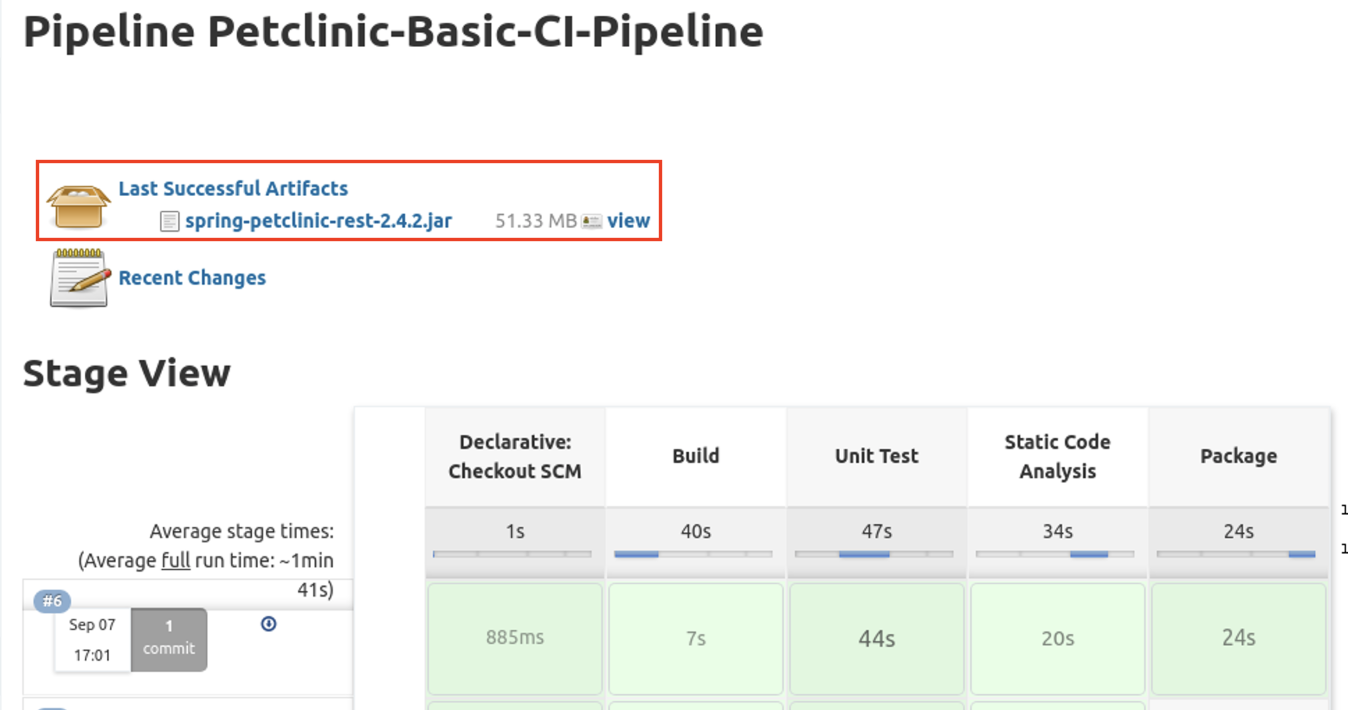 Pipeline Petclinic-Basic-CI-Pipeline
Last Successful Artifacts
spring-petclinic-rest-2.4.2.jar 51.33 MB view
Recent Changes
Stage View
Declarative:
Checkout SCM
Build
Unit Test
Static Code
Analysis
Package
Average stage times:
(Average full run time: ~1min
41s)
1s 40s 47s 34s 24s
#6
Sep 07
17:01
1
commit
885ms 7s 44s 20s 24s
1
1